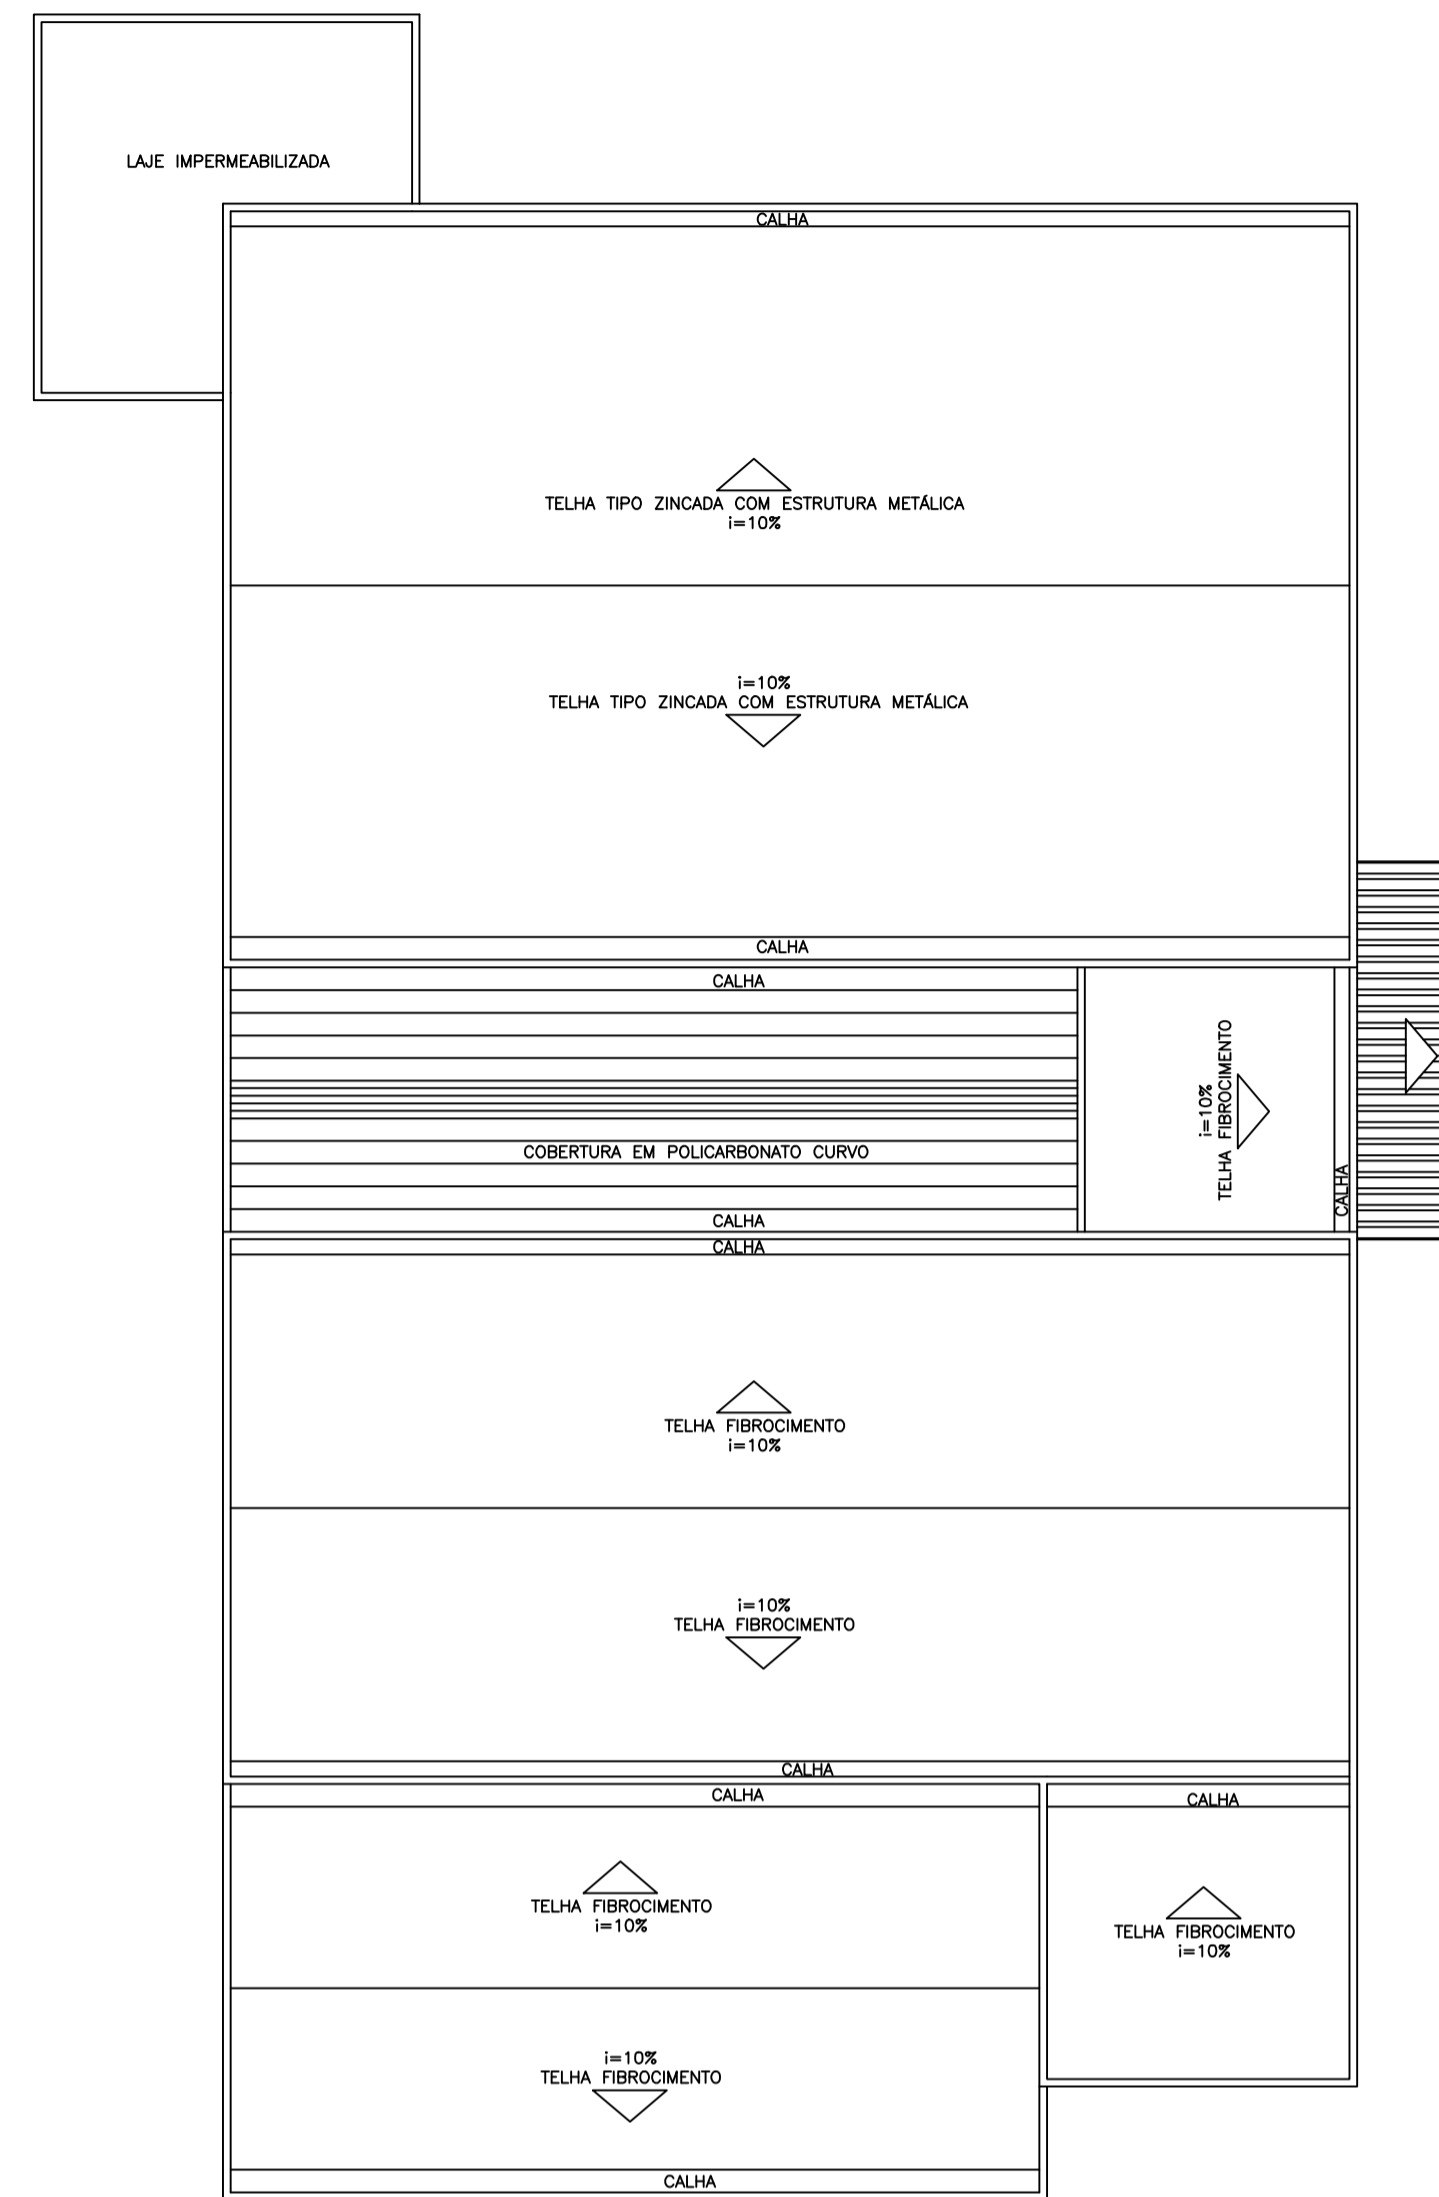 LAJE IMPERMEABILIZADA
CALHA
TELHA TIPO ZINCADA COM ESTRUTURA METÁLICA
i=10%
i=10%
TELHA TIPO ZINCADA COM ESTRUTURA METÁLICA
CALHA
CALHA
i=10%
TELHA FIBROCIMENTO
CALHA
COBERTURA EM POLICARBONATO CURVO
CALHA
CALHA
TELHA FIBROCIMENTO
i=10%
i=10%
TELHA FIBROCIMENTO
CALHA
CALHA
CALHA
TELHA FIBROCIMENTO
i=10%
TELHA FIBROCIMENTO
i=10%
i=10%
TELHA FIBROCIMENTO
CALHA